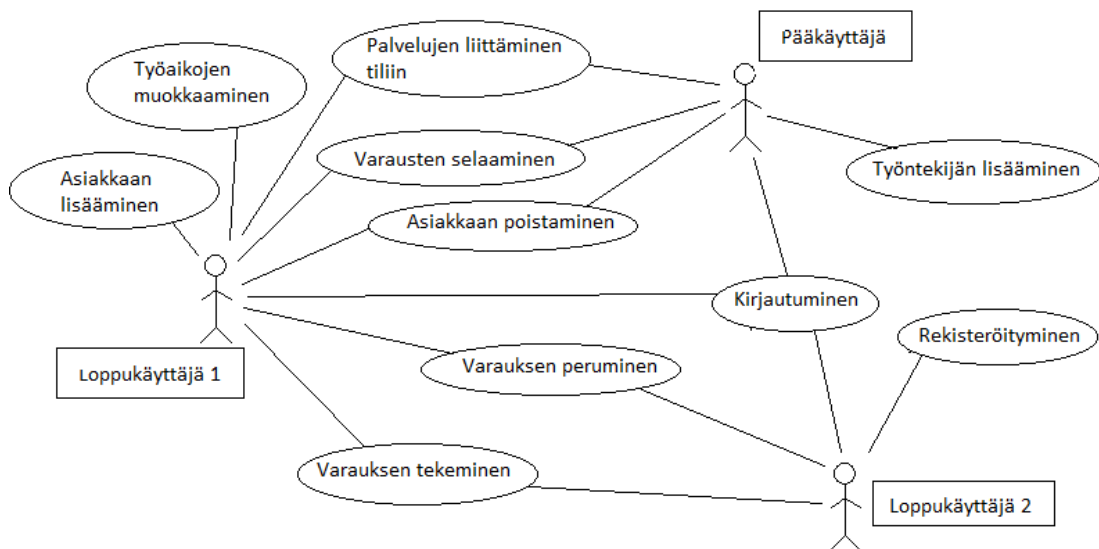 Pääkäyttäjä
Palvelujen liittäminen
tiliin
Työaikojen
muokkaaminen
Varausten selaaminen
Työntekijän lisääminen
Asiakkaan
lisääminen
Asiakkaan poistaminen
Kirjautuminen
Rekisteröityminen
Loppukäyttäjä 1
Varauksen peruminen
Varauksen tekeminen
Loppukäyttäjä 2